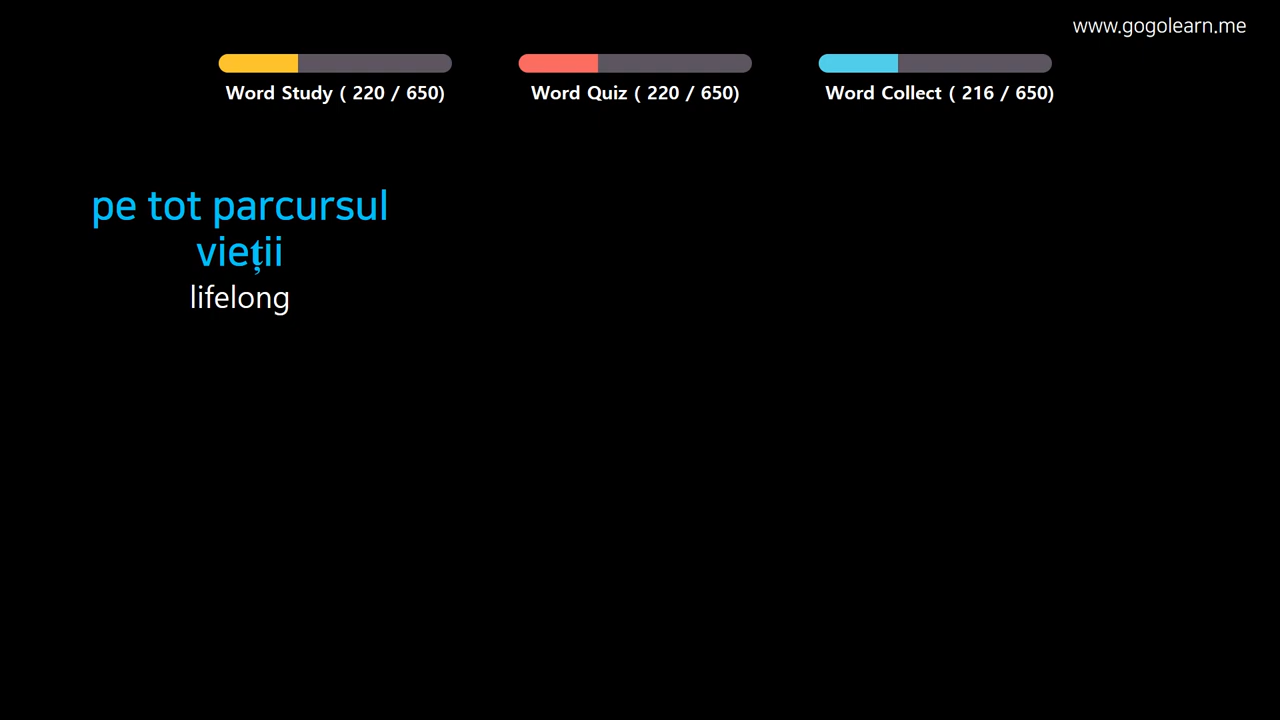 www.gogolearn.me
Word Study ( 220 / 650)
Word Quiz ( 220 / 650)
Word Collect ( 216 / 650)
pe tot parcursul
vieții
lifelong